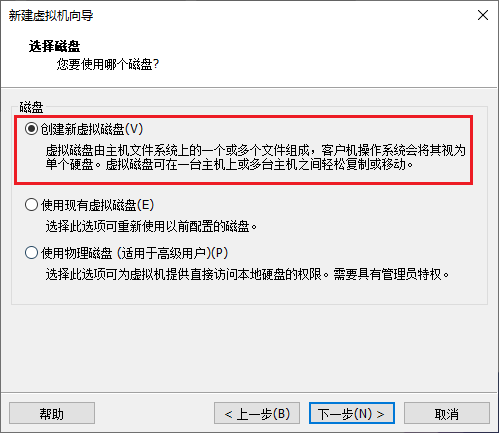 新建虚拟机向导
选择磁盘
您要使用哪个磁盘?
磁盘
创建新虚拟磁盘(V)
虚拟磁盘由主机文件系统上的一个或多个文件组成，客户机操作系统会将其视为
单个硬盘。虚拟磁盘可在一台主机上或多台主机之间轻松复制或移动。
使用现有虚拟磁盘(E)
选择此选项可重新使用以前配置的磁盘。
使用物理磁盘 (适用于高级用户)(P)
选择此选项可为虚拟机提供直接访问本地硬盘的权限。需要具有管理员特权。
帮助
< 上一步(B)
下一步(N) >
取消